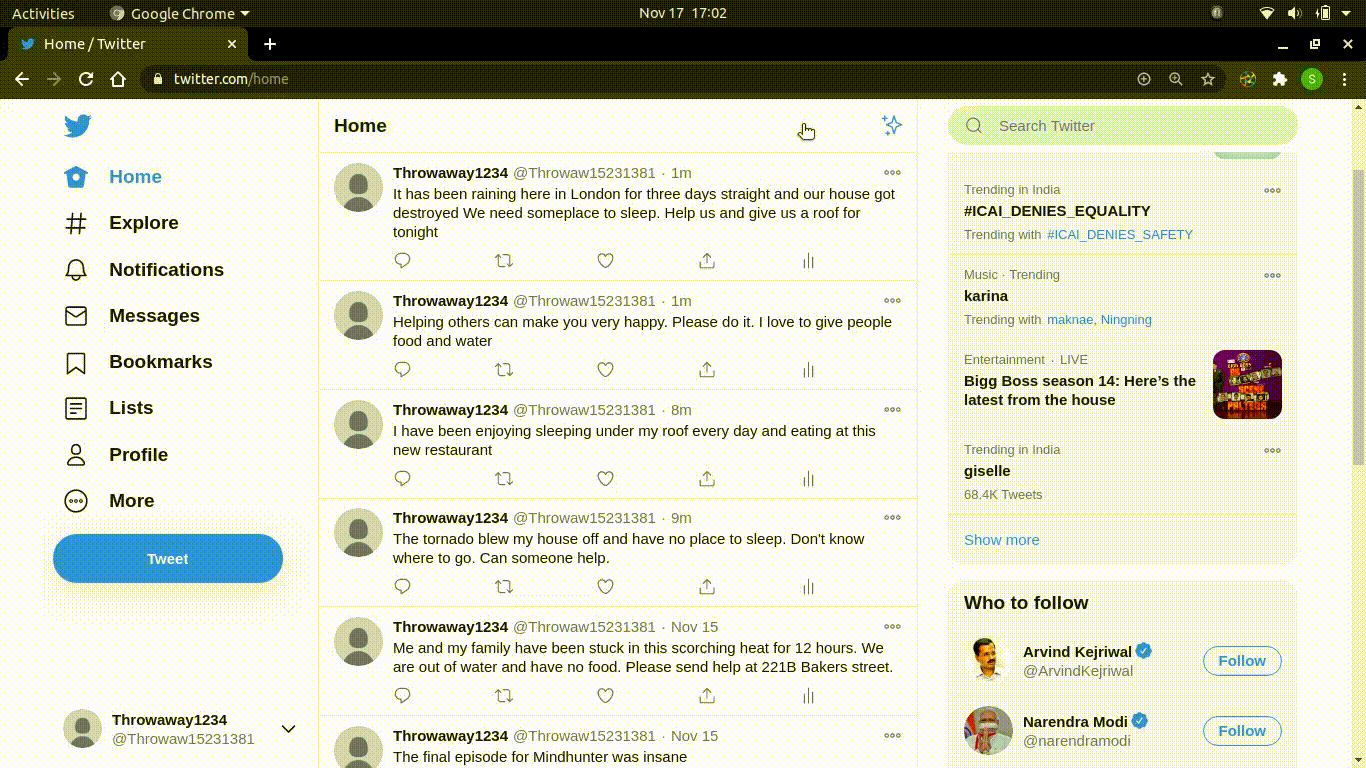 Activities
Google Chrome
Nov 17 17:02
Home / Twitter
twitter.com/home
S
Home
Explore
Notifications
Messages
Bookmarks
Lists
Profile
More
Tweet
Throwaway1234
@Throwaw15231381
Home
Throwaway1234 @Throwaw15231381 · 1m
It has been raining here in London for three days straight and our house got
destroyed We need someplace to sleep. Help us and give us a roof for
tonight
Throwaway1234 @Throwaw15231381 · 1m
Helping others can make you very happy. Please do it. I love to give people
food and water
Throwaway1234 @Throwaw15231381 · 8m
I have been enjoying sleeping under my roof every day and eating at this
new restaurant
Throwaway1234 @Throwaw15231381 · 9m
The tornado blew my house off and have no place to sleep. Don't know
where to go. Can someone help.
Throwaway1234 @Throwaw15231381 · Nov 15
Me and my family have been stuck in this scorching heat for 12 hours. We
are out of water and have no food. Please send help at 221B Bakers street.
Throwaway1234 @Throwaw15231381 · Nov 15
The final episode for Mindhunter was insane
Search Twitter
Trending in India
#ICAI_DENIES_EQUALITY
Trending with #ICAI_DENIES_SAFETY
Music · Trending
karina
Trending with maknae, Ningning
Entertainment · LIVE
Bigg Boss season 14: Here's the
latest from the house
Trending in India
giselle
68.4K Tweets
Show more
Who to follow
Arvind Kejriwal
@ArvindKejriwal
Follow
Narendra Modi
@narendramodi
Follow